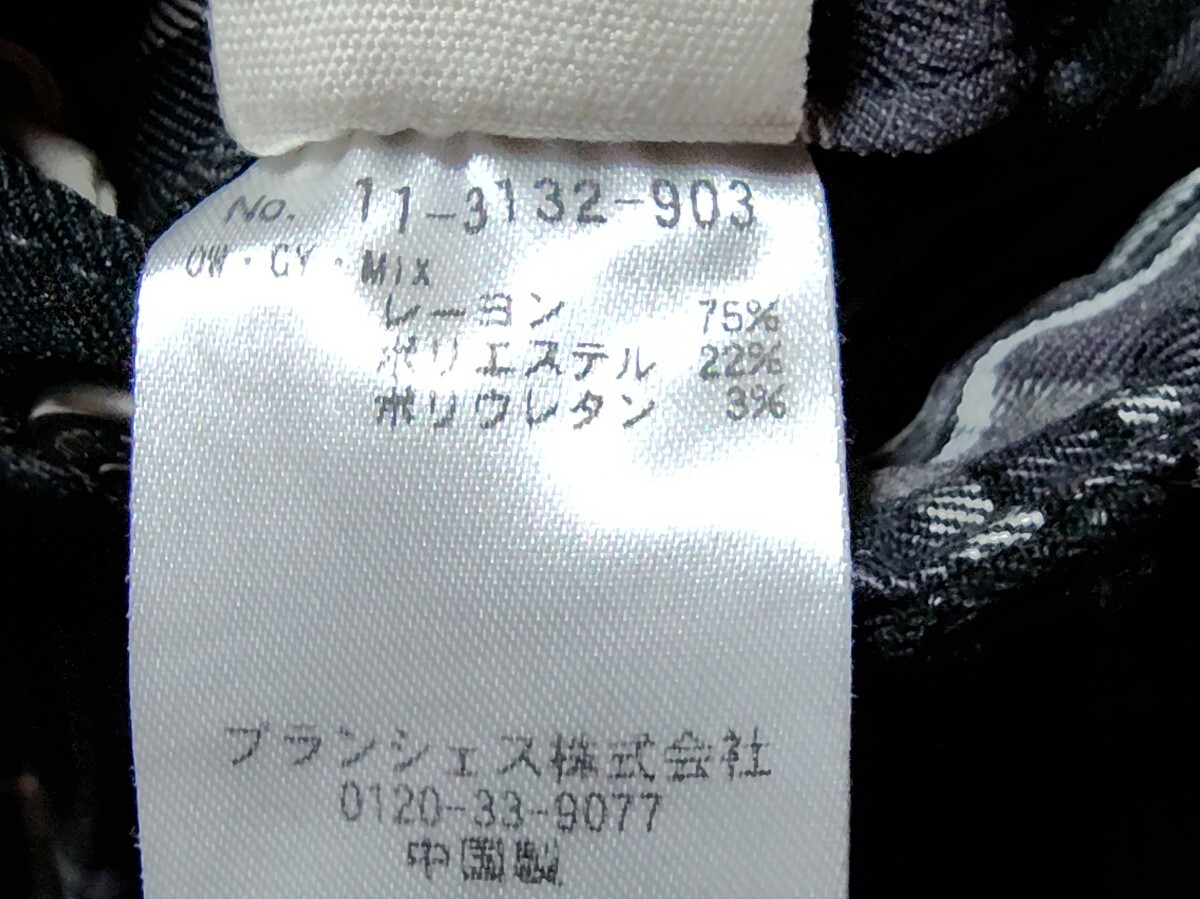 No. 11-3132-903
OW・GY・Mix
レーヨン 75%
ポリエステル 22%
ポリウレタン 3%
ブランシェス株式会社
0120-33-9077
中国製